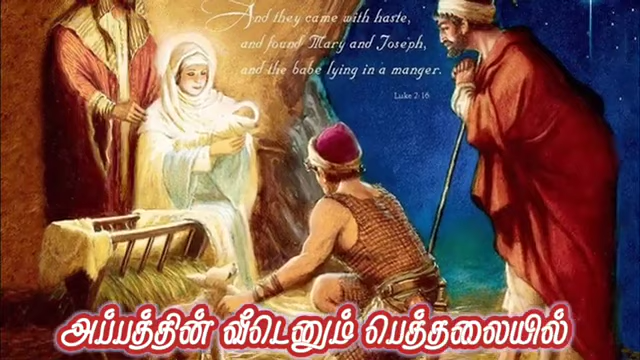 And they came with haste,
and found Mary and Joseph,
and the babe lying in a manger.
Luke 2:16
அப்பத்தின் வீடெனும் பெத்தலையில்